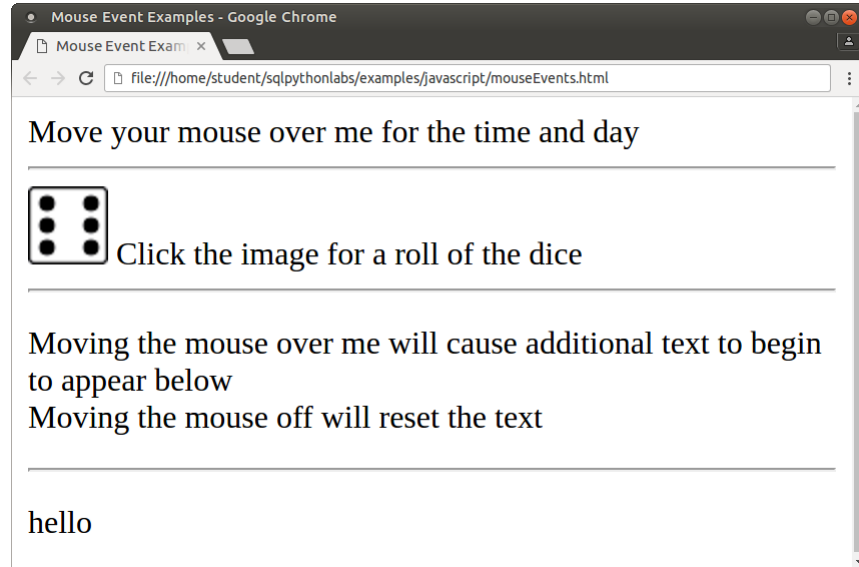 Mouse Event Examples - Google Chrome
Mouse Event Exam
file:///home/student/sqlpythonlabs/examples/javascript/mouseEvents.html
Move your mouse over me for the time and day
Click the image for a roll of the dice
Moving the mouse over me will cause additional text to begin
to appear below
Moving the mouse off will reset the text
hello